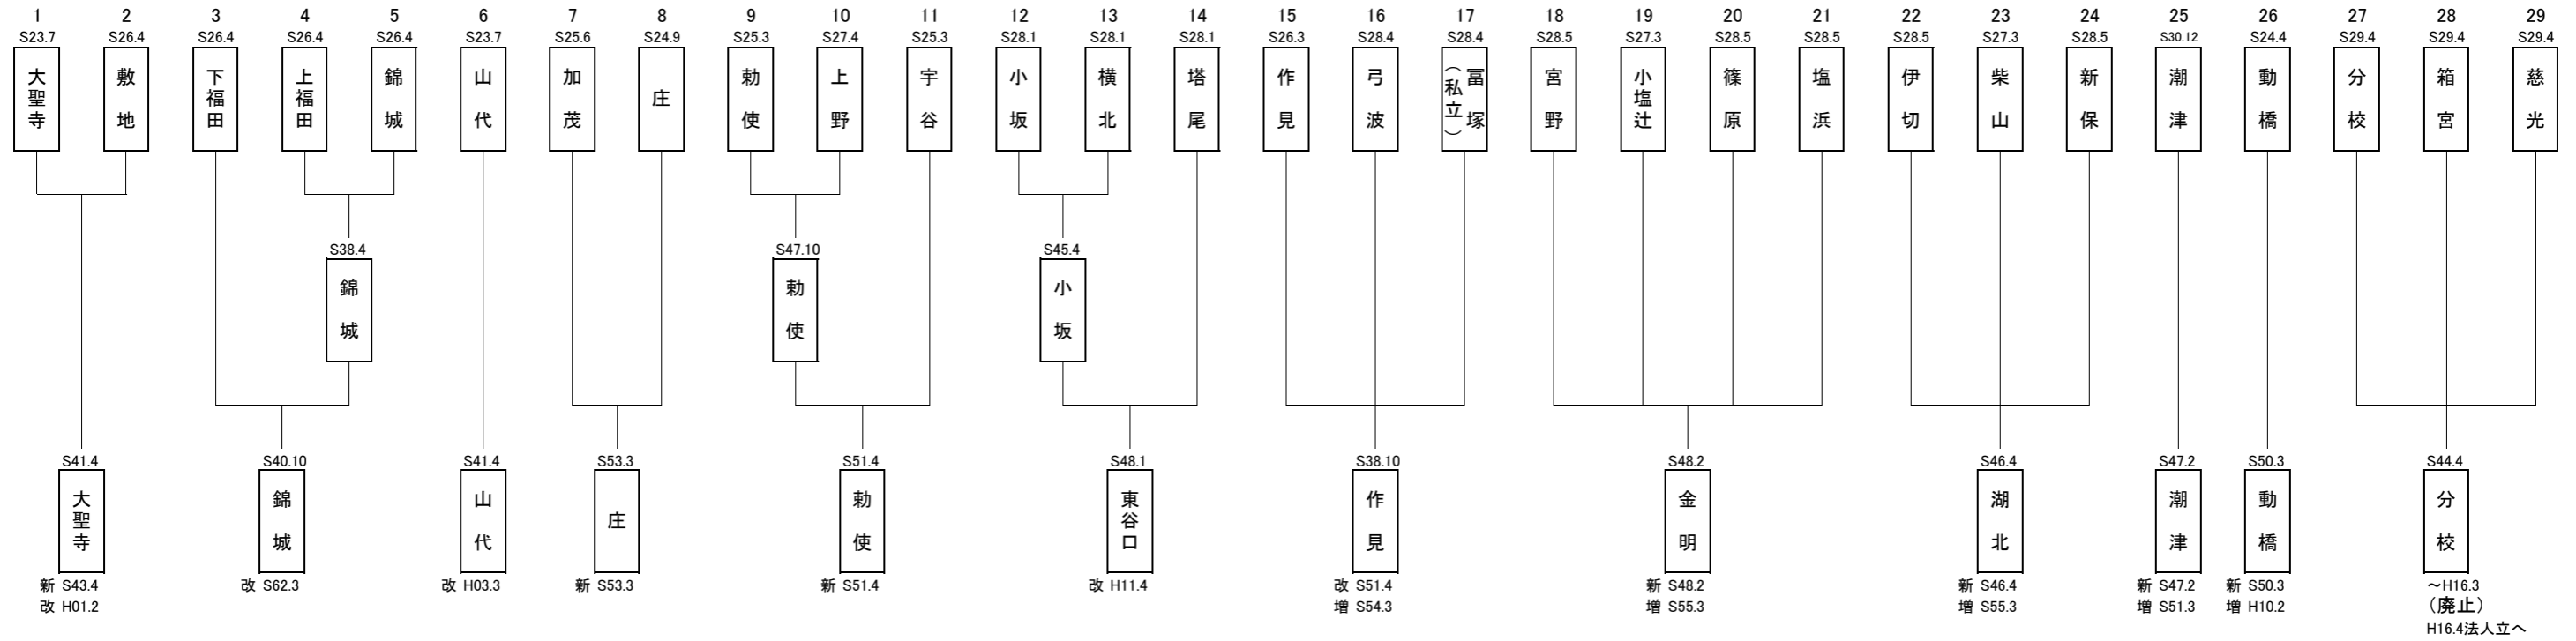 1 2 3 4 5 6 7 8 9 10 11 12 13 14 15 16 17 18 19 20 21 22 23 24 25 26 27 28 29
S23.7 S26.4 S26.4 S26.4 S26.4 S23.7 S25.6 S24.9 S25.3 S27.4 S25.3 S28.1 S28.1 S28.1 S26.3 S28.4 S28.4 S28.5 S27.3 S28.5 S28.5 S28.5 S27.3 S28.5 S30.12 S24.4 S29.4 S29.4 S29.4
大聖寺
敷地
下福田
上福田
錦城
山代
加茂
庄
勅使
上野
宇谷
小坂
横北
塔尾
作見
弓波
冨塚
（私立）
宮野
小塩辻
篠原
塩浜
伊切
柴山
新保
潮津
動橋
分校
箱宮
慈光
S38.4
錦城
S47.10
勅使
S45.4
小坂
S41.4
大聖寺
新 S43.4
改 H01.2
S40.10
錦城
改 S62.3
S41.4
山代
改 H03.3
S53.3
庄
新 S53.3
S51.4
勅使
新 S51.4
S48.1
東谷口
改 H11.4
S38.10
作見
改 S51.4
増 S54.3
S48.2
金明
新 S48.2
増 S55.3
S46.4
湖北
新 S46.4
増 S55.3
S47.2
潮津
新 S47.2
増 S51.3
S50.3
動橋
新 S50.3
増 H10.2
S44.4
分校
～H16.3
（廃止）
H16.4法人立へ